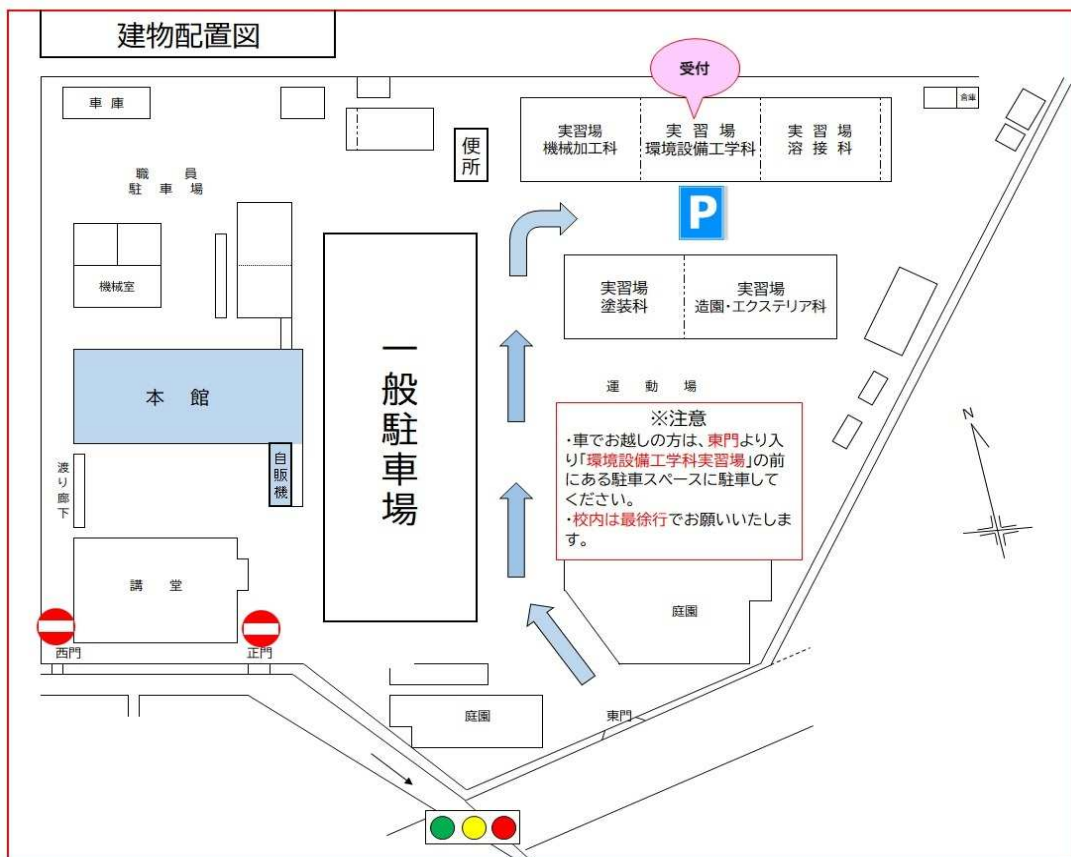 建物配置図
受付
車庫
倉庫
実習場
機械加工科
実習場
環境設備工学科
実習場
溶接科
便所
職員
駐車場
P
機械室
実習場
塗装科
実習場
造園・エクステリア科
一般駐車場
本館
運動場
※注意
・車でお越しの方は、東門より入
り「環境設備工学科実習場」の前
にある駐車スペースに駐車して
ください。
・校内は最徐行でお願いいたしま
す。
N
自販機
渡り廊下
講堂
庭園
西門
正門
庭園
東門